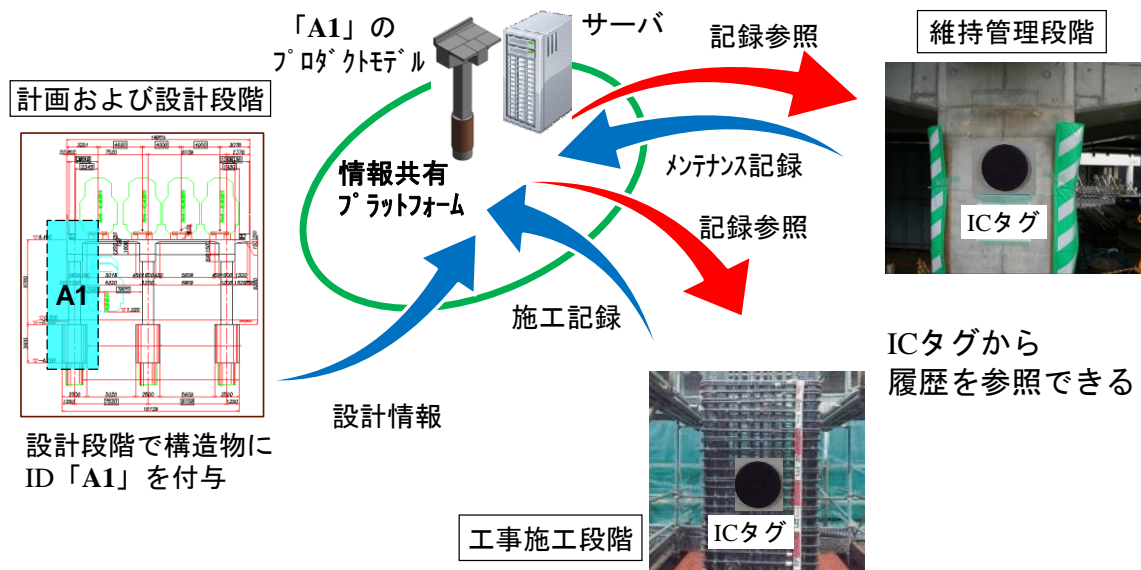 「A1」の
プロダクトモデル
サーバ
記録参照
維持管理段階
計画および設計段階
情報共有
プラットフォーム
メンテナンス記録
記録参照
ICタグ
A1
施工記録
ICタグから
履歴を参照できる
設計情報
設計段階で構造物に
ID「A1」を付与
ICタグ
工事施工段階